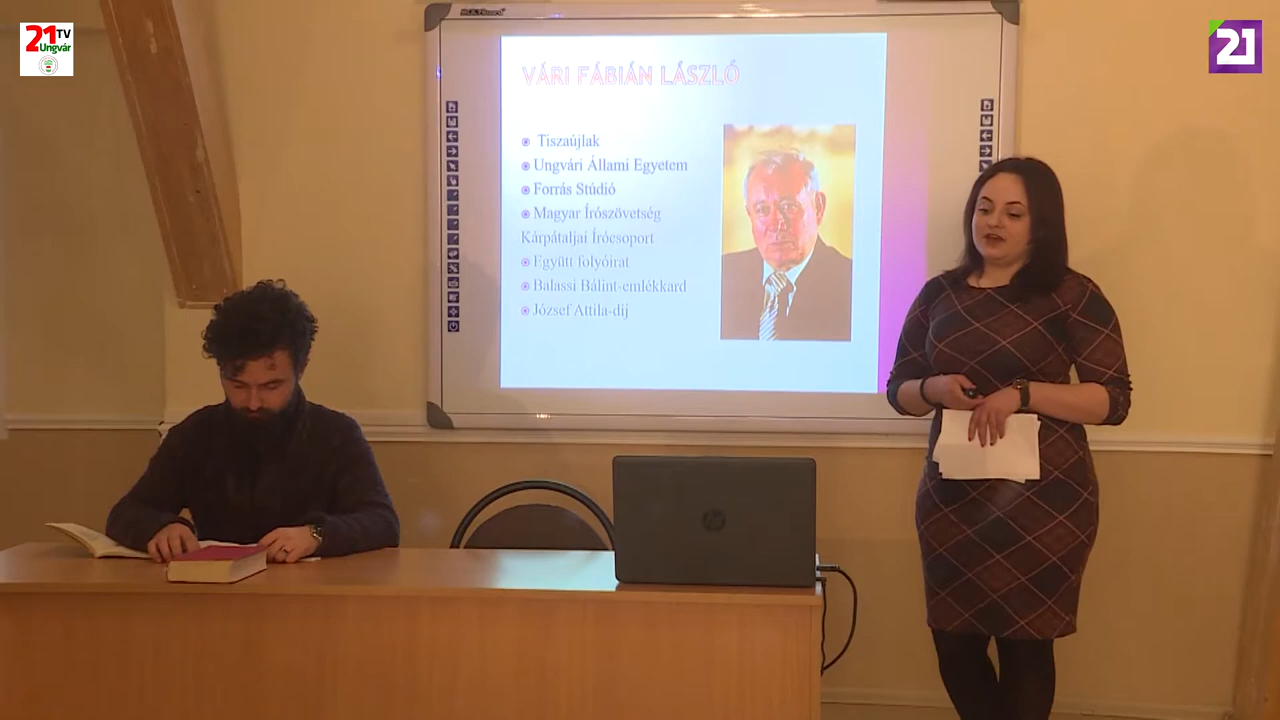 21 TV
Ungvár
21
VÁRI FÁBIÁN LÁSZLÓ
Tiszaújlak
Ungvári Állami Egyetem
Forrás Stúdió
Magyar Írószövetség
Kárpátaljai Írócsoport
Együtt folyóirat
Balassi Bálint-emlékkard
József Attila-díj
hp